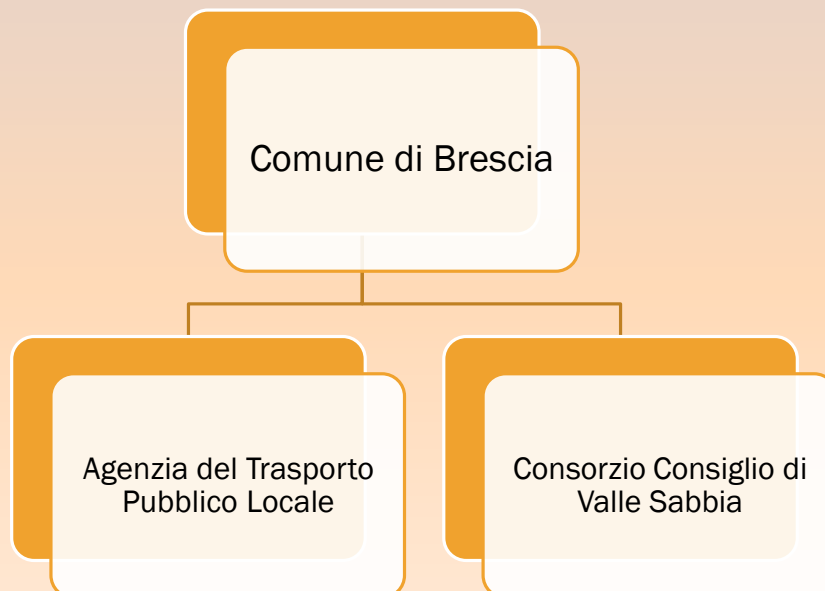 Comune di Brescia
Agenzia del Trasporto
Pubblico Locale
Consorzio Consiglio di
Valle Sabbia